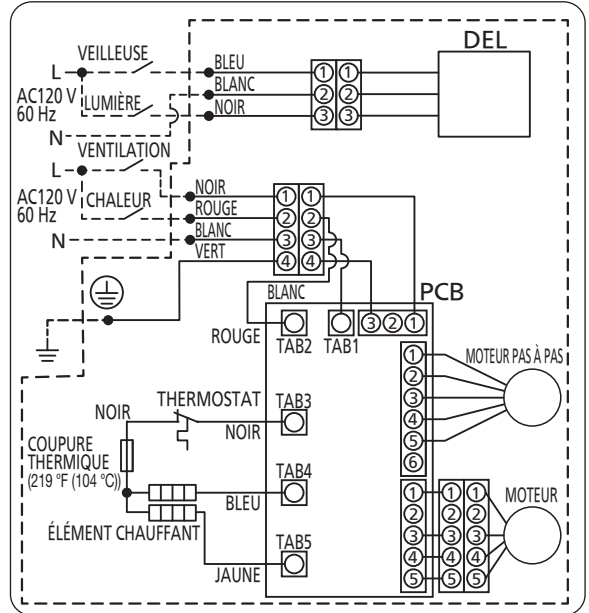 VEILLEUSE
L
AC120 V
60 Hz
LUMIÈRE
N
BLEU
BLANC
NOIR
1 1
2 2
3 3
DEL
VENTILATION
L
AC120 V
60 Hz
CHALEUR
N
NOIR
ROUGE
BLANC
VERT
1 1
2 2
3 3
4 4
BLANC
PCB
ROUGE
TAB2
TAB1
3 2 1
1
2
3
4
5
6
MOTEUR PAS À PAS
THERMOSTAT
TAB3
NOIR
NOIR
COUPURE
THERMIQUE
(219 °F (104 °C))
TAB4
BLEU
ÉLÉMENT CHAUFFANT
TAB5
JAUNE
1 1 1
2 2 2
3 3 3
4 4 4
5 5 5
MOTEUR